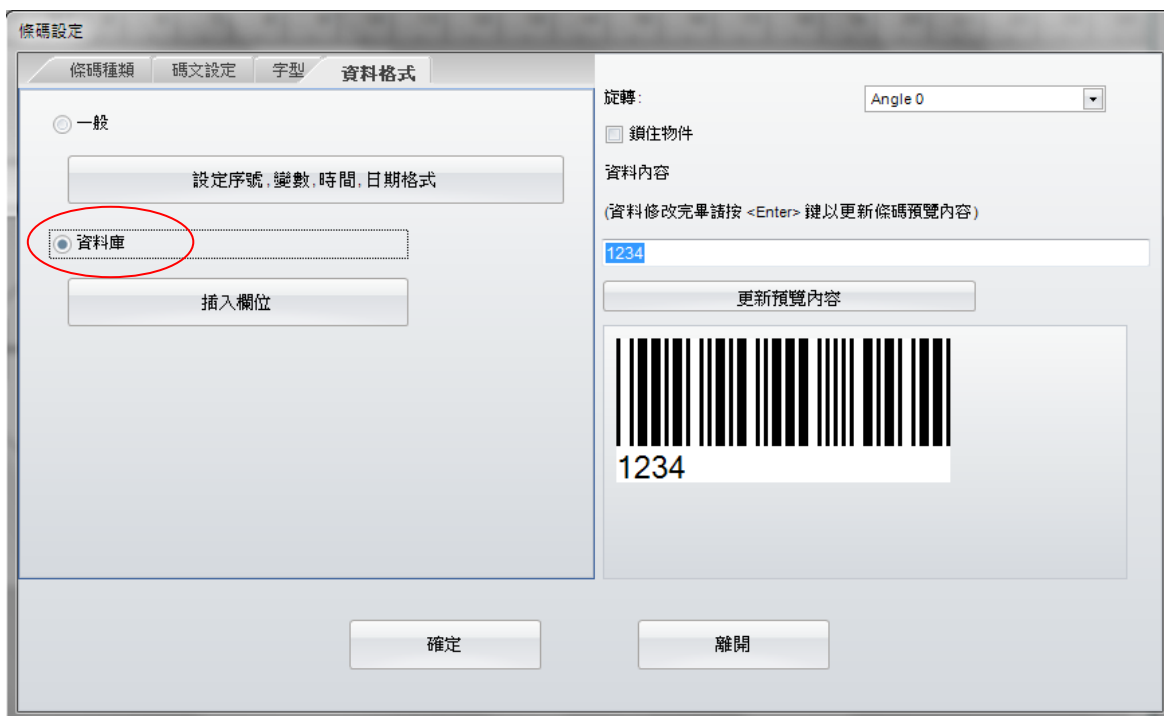 條碼設定
條碼種類 碼文設定 字型 資料格式
一般
設定序號,變數,時間,日期格式
資料庫
插入欄位
旋轉: Angle 0
鎖住物件
資料內容
(資料修改完畢請按 <Enter> 鍵以更新條碼預覽內容)
1234
更新預覽內容
1234
確定 離開